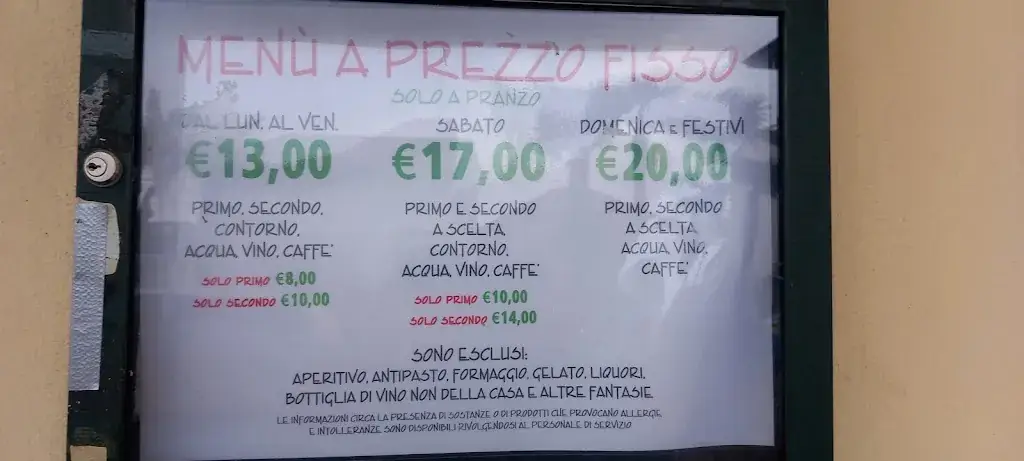 MENÙ A PREZZO FISSO
SOLO A PRANZO
DAL LUN. AL VEN.
€13,00
PRIMO, SECONDO,
CONTORNO,
ACQUA, VINO, CAFFE'
SOLO PRIMO €8,00
SOLO SECONDO €10,00
SABATO
€17,00
PRIMO E SECONDO
A SCELTA,
CONTORNO,
ACQUA, VINO, CAFFE'
SOLO PRIMO €10,00
SOLO SECONDO €14,00
DOMENICA E FESTIVI
€20,00
PRIMO, SECONDO
A SCELTA,
ACQUA, VINO,
CAFFE'
SONO ESCLUSI:
APERITIVO, ANTIPASTO, FORMAGGIO, GELATO, LIQUORI,
BOTTIGLIA DI VINO NON DELLA CASA E ALTRE FANTASIE
LE INFORMAZIONI CIRCA LA PRESENZA DI SOSTANZE O DI PRODOTTI CHE PROVOCANO ALLERGIE
E INTOLLERANZE SONO DISPONIBILI RIVOLGENDOSI AL PERSONALE DI SERVIZIO